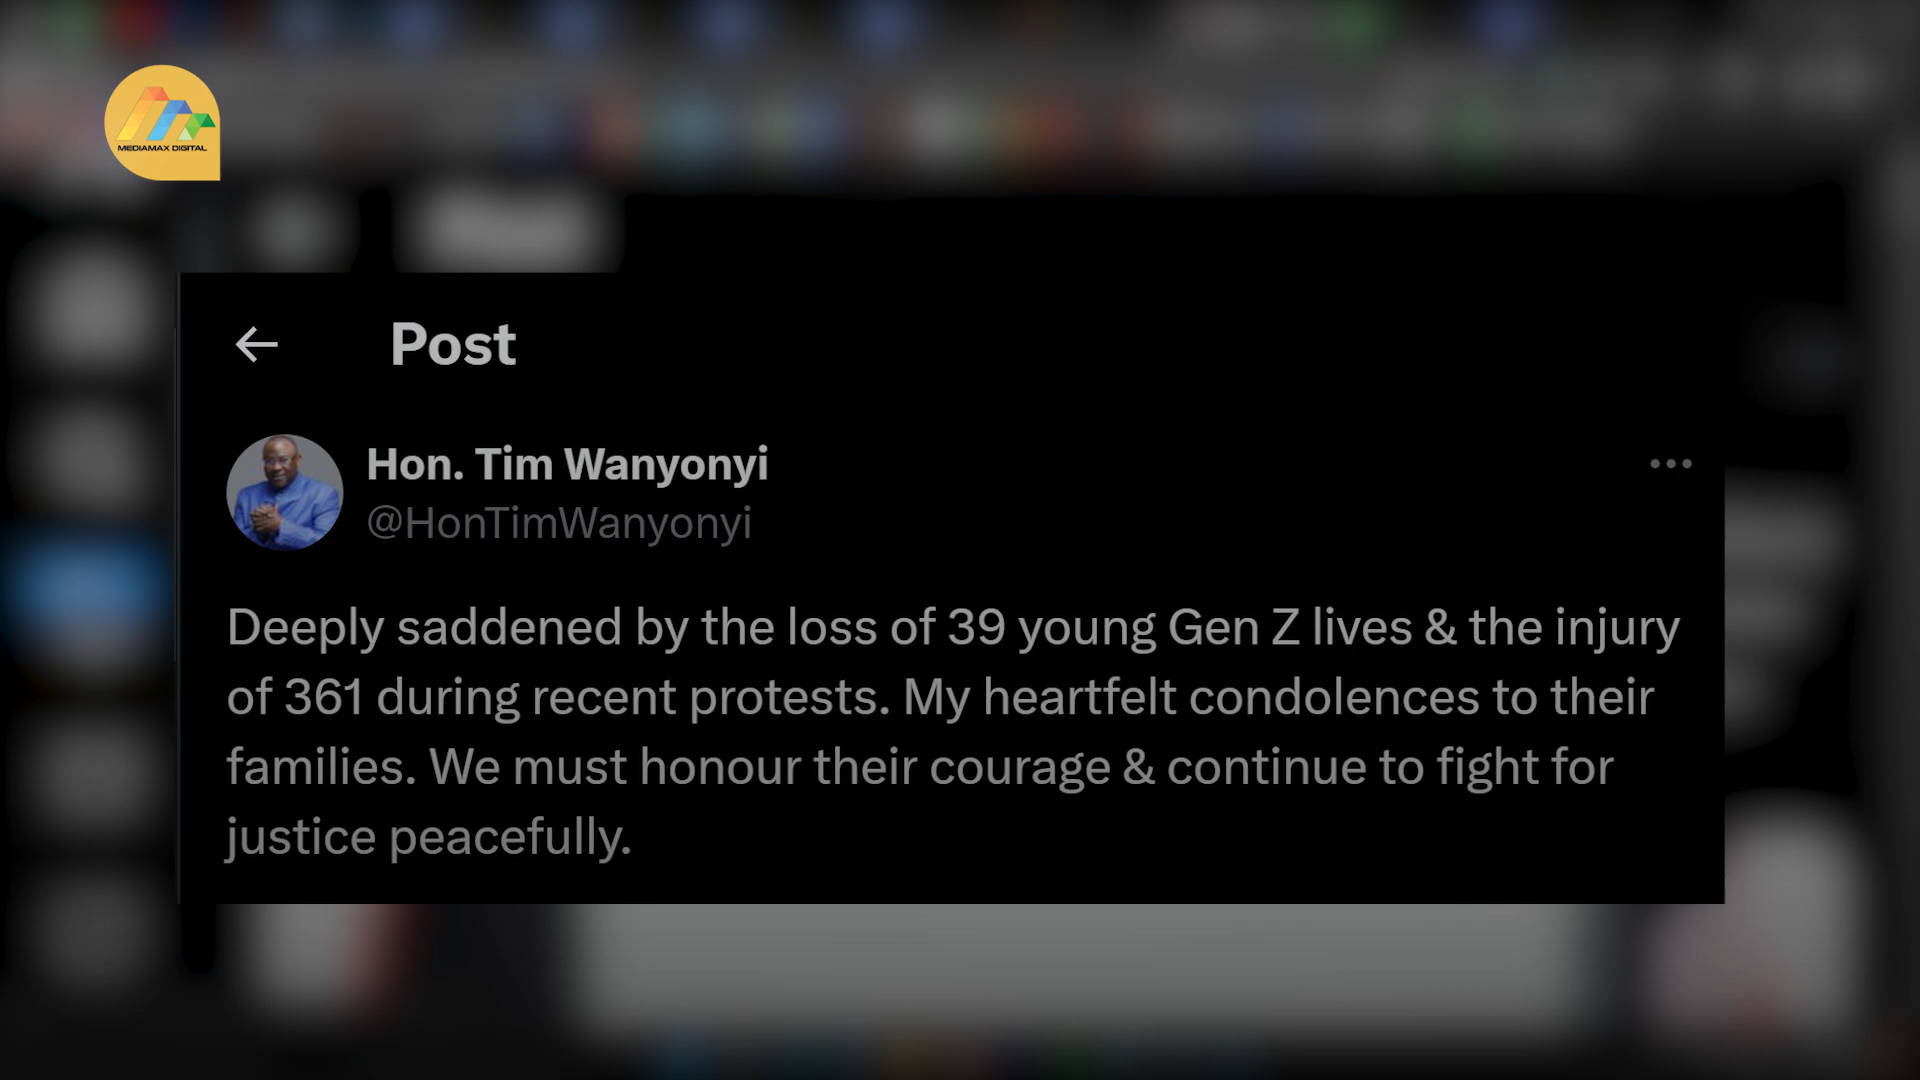 MEDIAMAX DIGITAL
Post
Hon. Tim Wanyonyi
@HonTimWanyonyi
Deeply saddened by the loss of 39 young Gen Z lives & the injury
of 361 during recent protests. My heartfelt condolences to their
families. We must honour their courage & continue to fight for
justice peacefully.